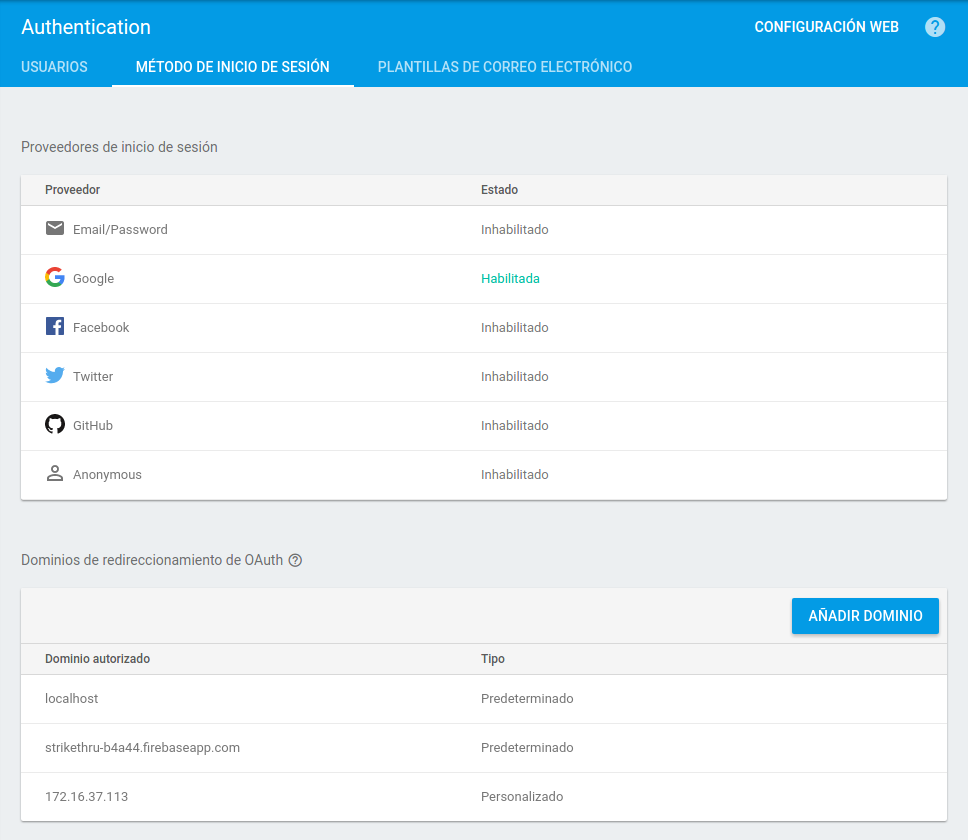 Authentication
CONFIGURACIÓN WEB
?
USUARIOS
MÉTODO DE INICIO DE SESIÓN
PLANTILLAS DE CORREO ELECTRÓNICO
Proveedores de inicio de sesión
Proveedor
Estado
Email/Password
Inhabilitado
Google
Habilitada
Facebook
Inhabilitado
Twitter
Inhabilitado
GitHub
Inhabilitado
Anonymous
Inhabilitado
Dominios de redireccionamiento de OAuth ?
AÑADIR DOMINIO
Dominio autorizado
Tipo
localhost
Predeterminado
strikethru-b4a44.firebaseapp.com
Predeterminado
172.16.37.113
Personalizado